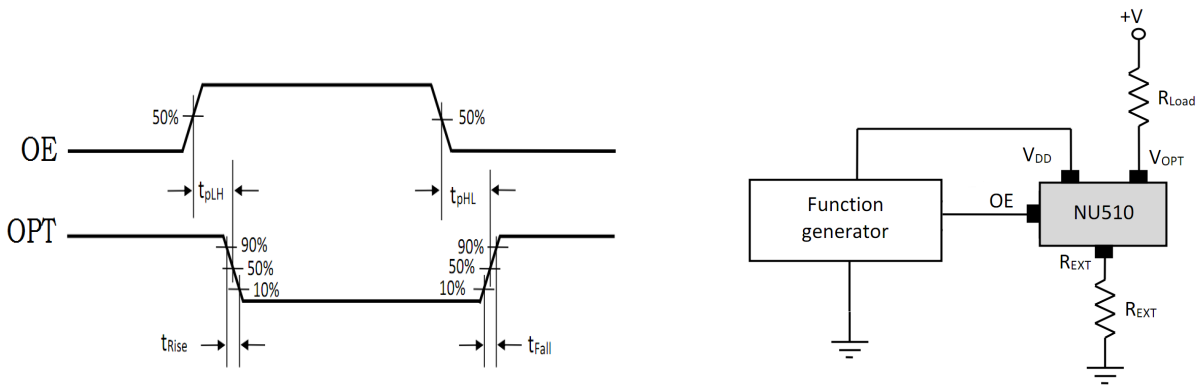 OE
50%
50%
tpLH
tpHL
OPT
90%
50%
10%
90%
50%
10%
tRise
tFall
+V
RLoad
VDD
VOPT
Function
generator
OE
NU510
REXT
REXT